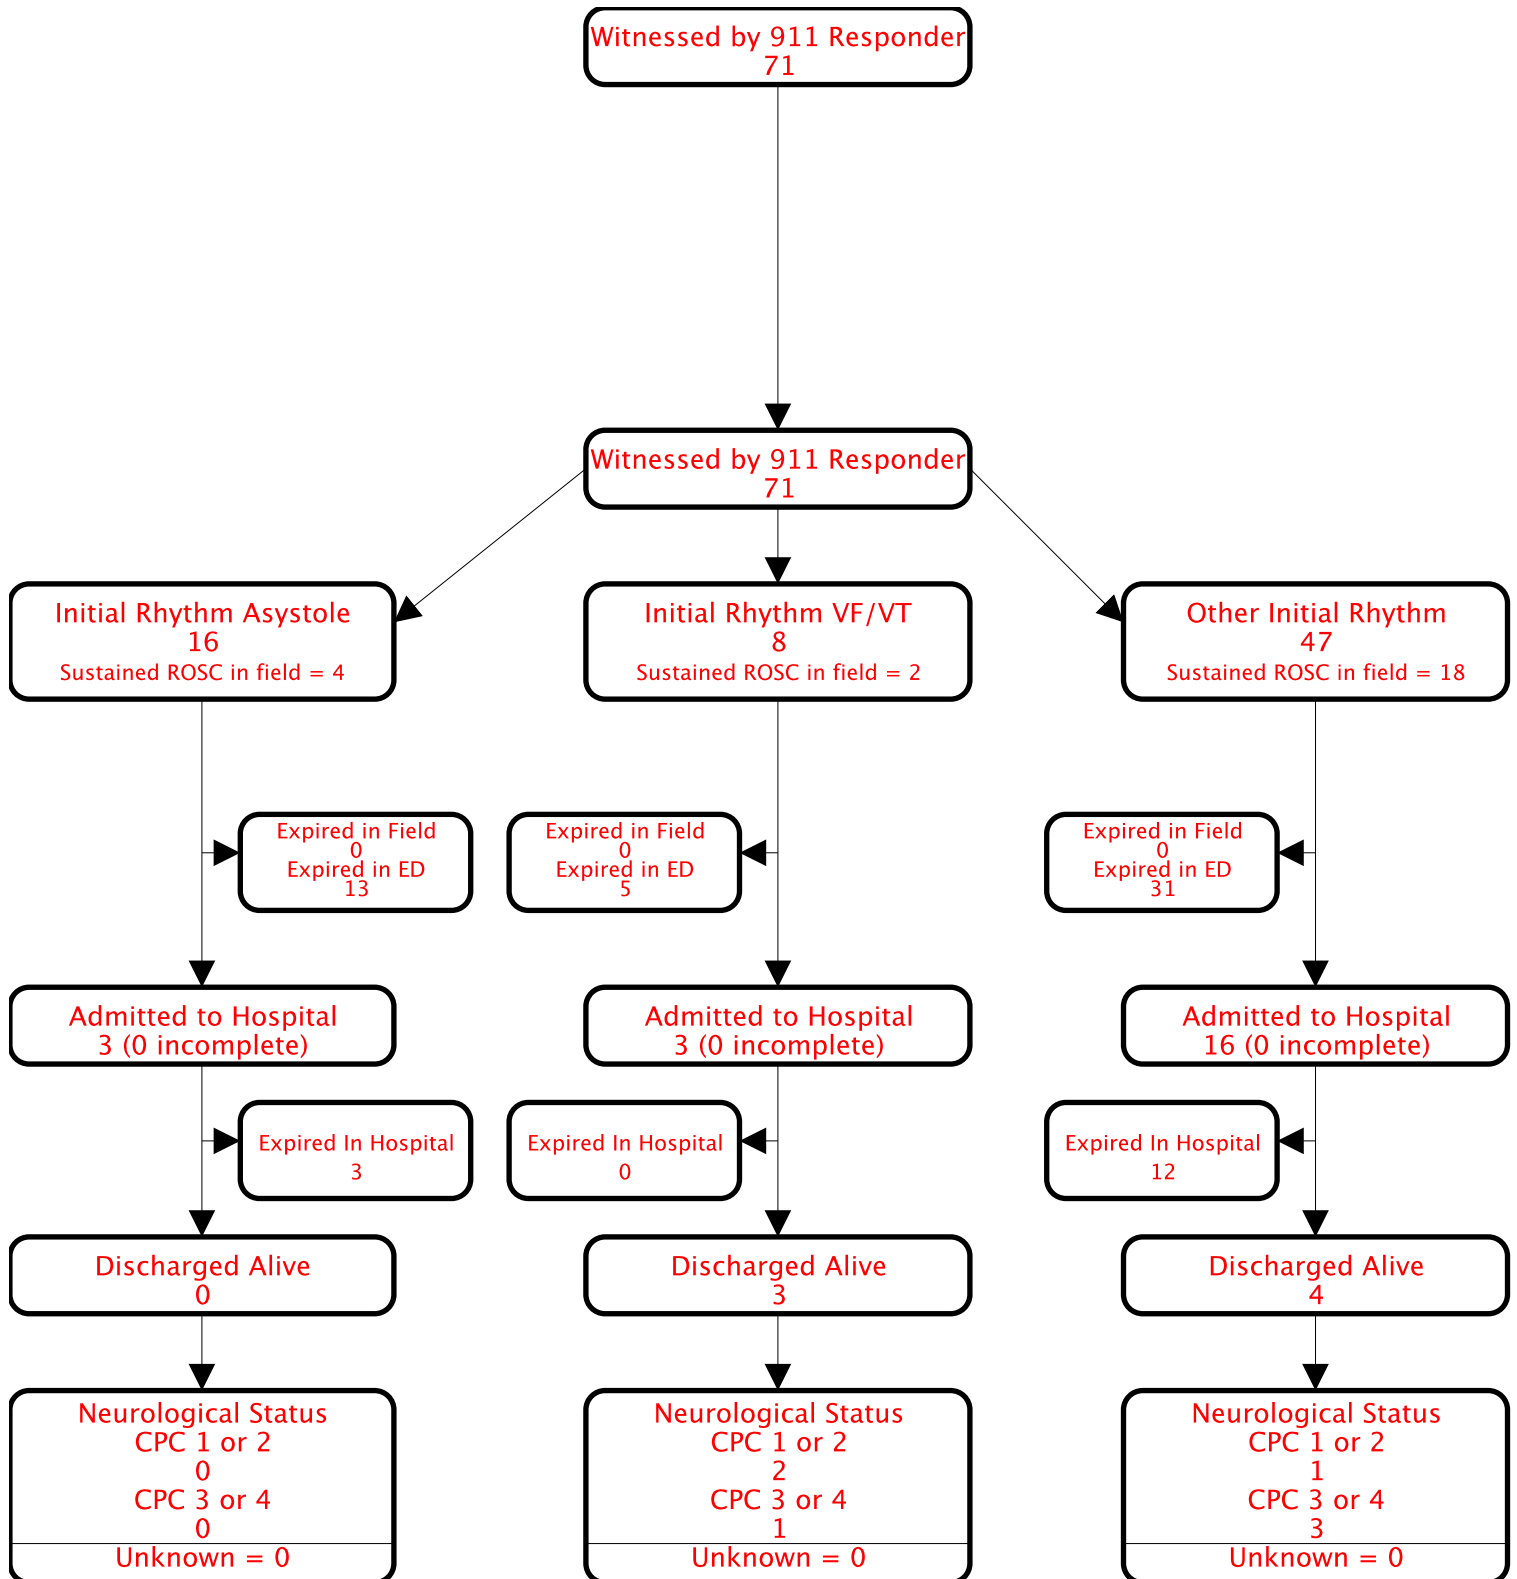 Witnessed by 911 Responder
71
Witnessed by 911 Responder
71
Initial Rhythm Asystole
16
Sustained ROSC in field = 4
Initial Rhythm VF/VT
8
Sustained ROSC in field = 2
Other Initial Rhythm
47
Sustained ROSC in field = 18
Expired in Field
0
Expired in ED
13
Expired in Field
0
Expired in ED
5
Expired in Field
0
Expired in ED
31
Admitted to Hospital
3 (0 incomplete)
Admitted to Hospital
3 (0 incomplete)
Admitted to Hospital
16 (0 incomplete)
Expired In Hospital
3
Expired In Hospital
0
Expired In Hospital
12
Discharged Alive
0
Discharged Alive
3
Discharged Alive
4
Neurological Status
CPC 1 or 2
0
CPC 3 or 4
0
Unknown = 0
Neurological Status
CPC 1 or 2
2
CPC 3 or 4
1
Unknown = 0
Neurological Status
CPC 1 or 2
1
CPC 3 or 4
3
Unknown = 0